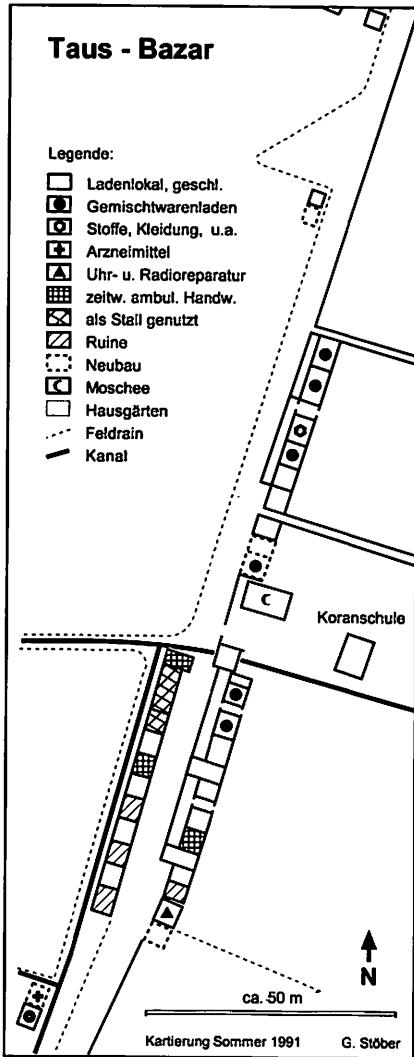 Taus - Bazar
Legende:
Ladenlokal, geschl.
Gemischtwarenladen
Stoffe, Kleidung, u.a.
Arzneimittel
Uhr- u. Radioreparatur
zeitw. ambul. Handw.
als Stall genutzt
Ruine
Neubau
Moschee
Hausgärten
Feldrain
Kanal
Koranschule
N
ca. 50 m
Kartierung Sommer 1991 G. Stöber